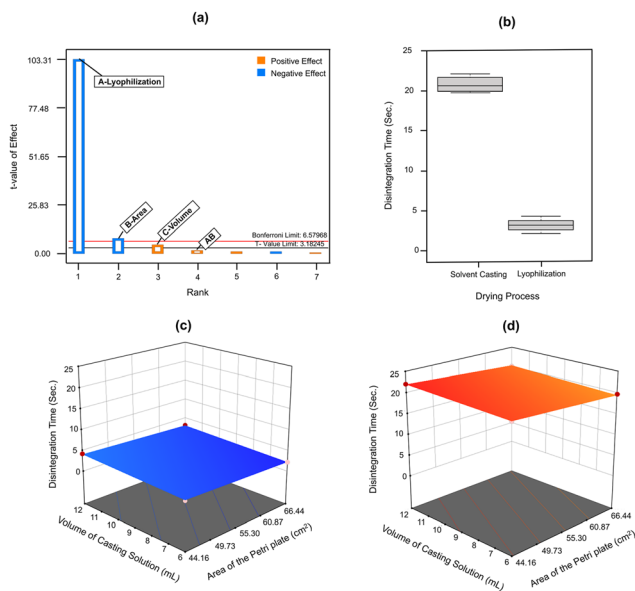 (a)
103.31
77.48
51.65
25.83
0.00
t-value of Effect
A-Lyophilization
B-Area
C-Volume
AB
Positive Effect
Negative Effect
Bonferroni Limit: 6.57968
T- Value Limit: 3.18245
1 2 3 4 5 6 7
Rank
(b)
25
20
15
10
5
0
Disintegration Time (Sec.)
Solvent Casting Lyophilization
Drying Process
(c)
25
20
15
10
5
0
Disintegration Time (Sec.)
12
11
10
9
8
7
6
Volume of Casting Solution (mL)
44.16
49.73
55.30
60.87
66.44
Area of the Petri plate (cm²)
(d)
25
20
15
10
5
0
Disintegration Time (Sec.)
12
11
10
9
8
7
6
Volume of Casting Solution (mL)
44.16
49.73
55.30
60.87
66.44
Area of the Petri plate (cm²)